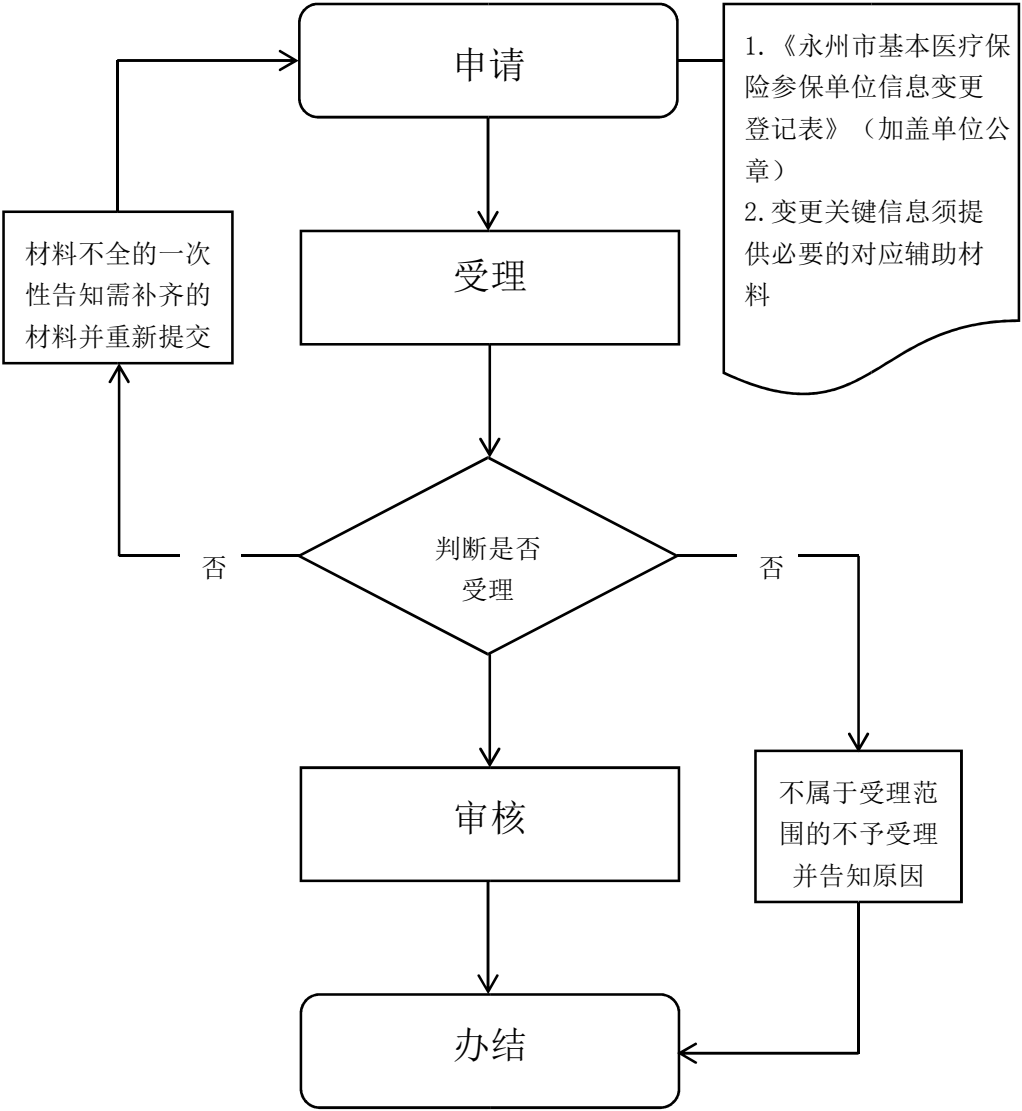 申请
1.《永州市基本医疗保
险参保单位信息变更
登记表》（加盖单位公
章）
2.变更关键信息须提
供必要的对应辅助材
料
材料不全的一次
性告知需补齐的
材料并重新提交
受理
判断是否
受理
否
否
审核
不属于受理范
围的不予受理
并告知原因
办结